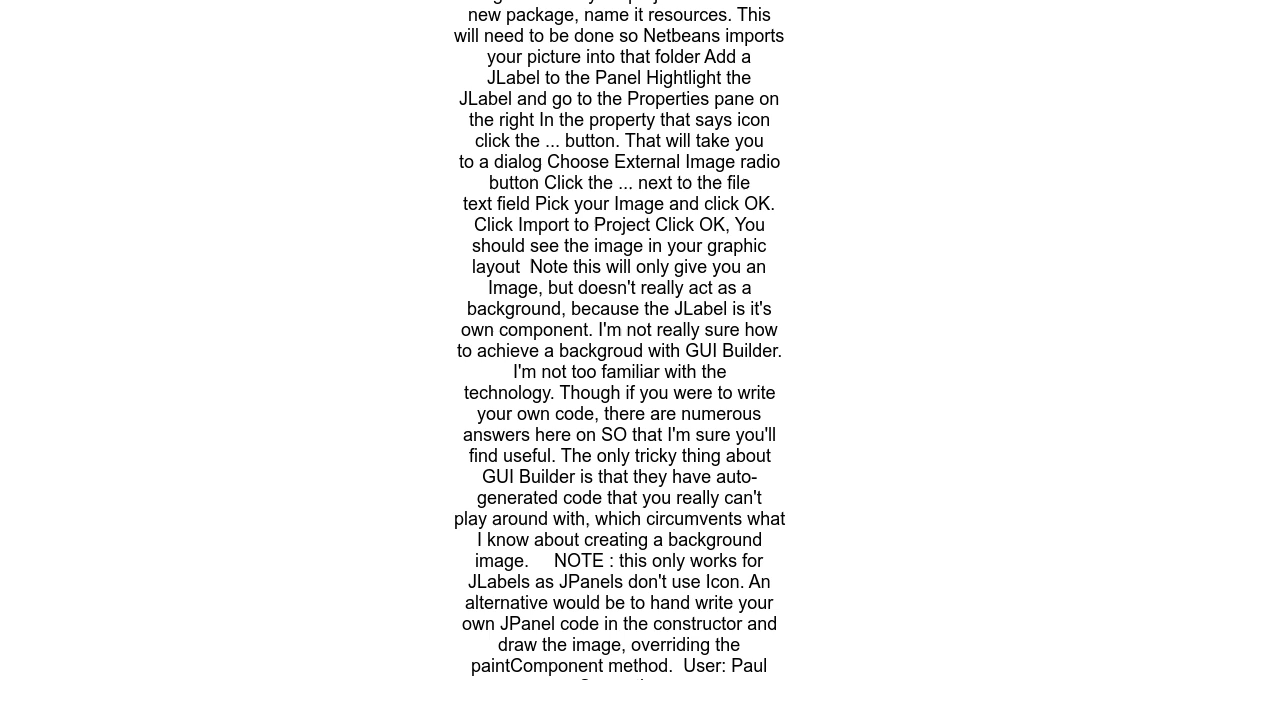 new package, name it resources. This
will need to be done so Netbeans imports
your picture into that folder Add a
JLabel to the Panel Hightlight the
JLabel and go to the Properties pane on
the right In the property that says icon
click the ... button. That will take you
to a dialog Choose External Image radio
button Click the ... next to the file
text field Pick your Image and click OK.
Click Import to Project Click OK, You
should see the image in your graphic
layout  Note this will only give you an
Image, but doesn't really act as a
background, because the JLabel is it's
own component. I'm not really sure how
to achieve a backgroud with GUI Builder.
I'm not too familiar with the
technology. Though if you were to write
your own code, there are numerous
answers here on SO that I'm sure you'll
find useful. The only tricky thing about
GUI Builder is that they have auto-
generated code that you really can't
play around with, which circumvents what
I know about creating a background
image.     NOTE : this only works for
JLabels as JPanels don't use Icon. An
alternative would be to hand write your
own JPanel code in the constructor and
draw the image, overriding the
paintComponent method.  User: Paul